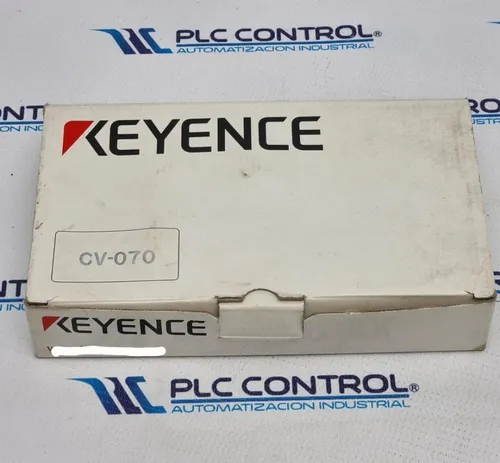 PLC CONTROL
AUTOMATIZACION INDUSTRIAL
KEYENCE
CV-070
KEYENCE
PLC CONTROL
AUTOMATIZACION INDUSTRIAL